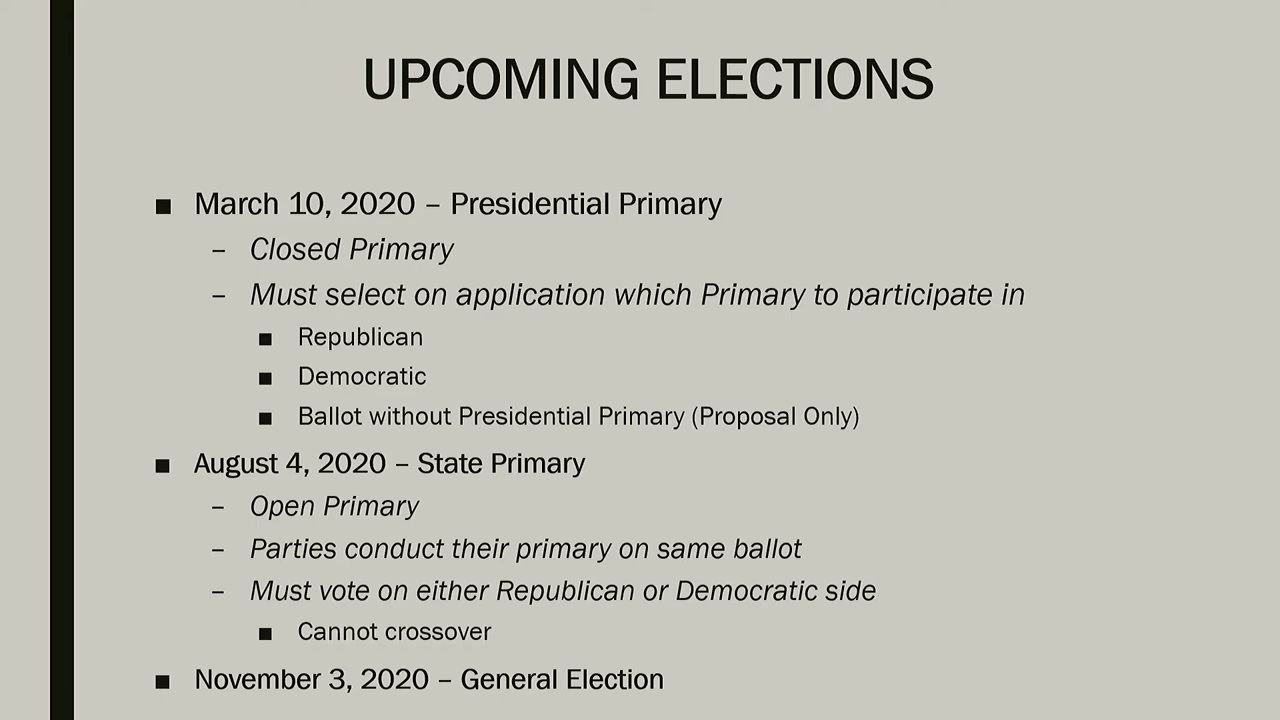 UPCOMING ELECTIONS
■ March 10, 2020 – Presidential Primary
– Closed Primary
– Must select on application which Primary to participate in
■ Republican
■ Democratic
■ Ballot without Presidential Primary (Proposal Only)
■ August 4, 2020 – State Primary
– Open Primary
– Parties conduct their primary on same ballot
– Must vote on either Republican or Democratic side
■ Cannot crossover
■ November 3, 2020 – General Election